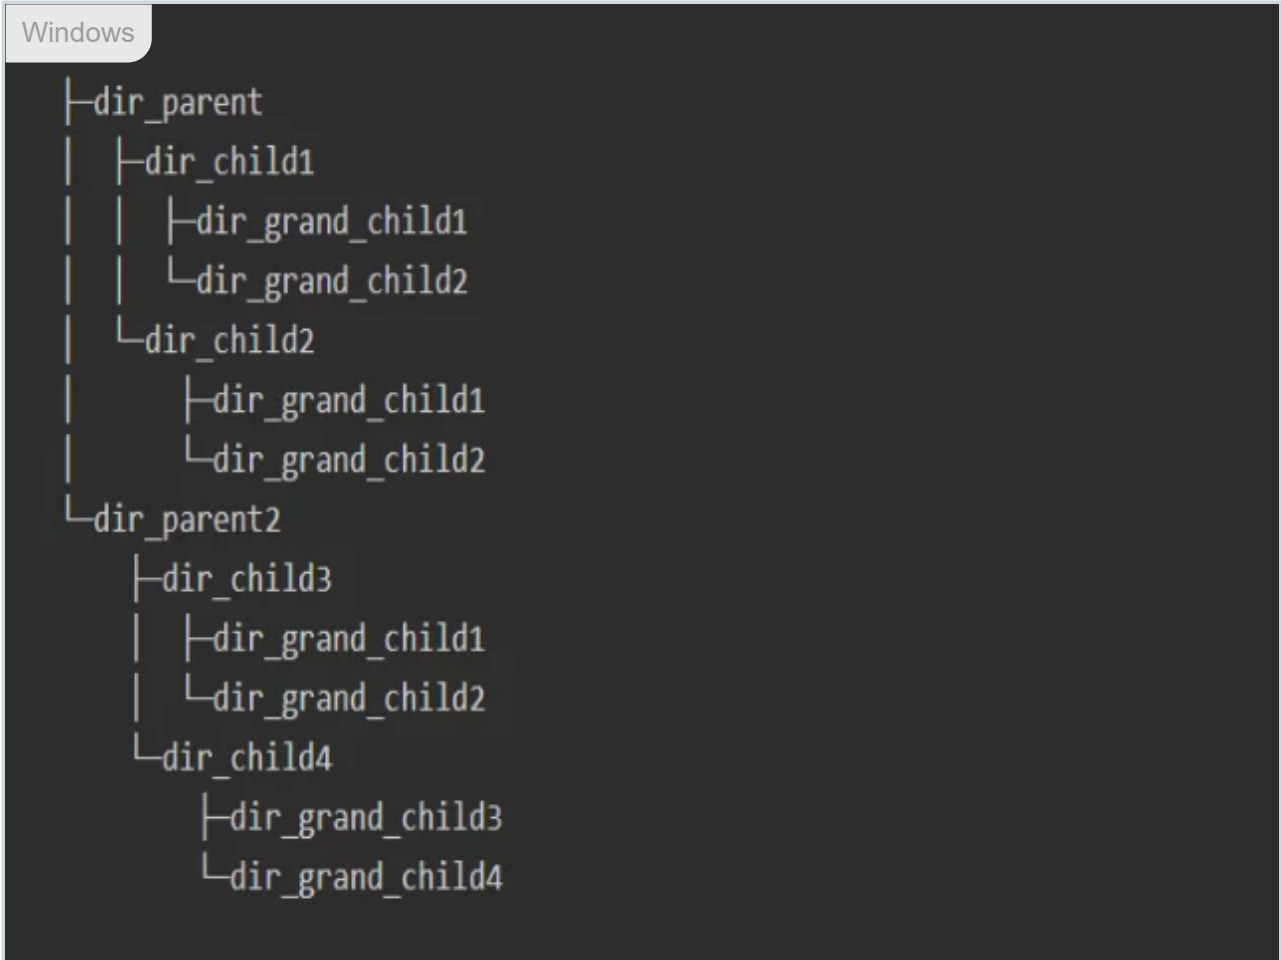 Windows
├─dir_parent
│  ├─dir_child1
│  │  ├─dir_grand_child1
│  │  └─dir_grand_child2
│  └─dir_child2
│      ├─dir_grand_child1
│      └─dir_grand_child2
└─dir_parent2
    ├─dir_child3
    │  ├─dir_grand_child1
    │  └─dir_grand_child2
    └─dir_child4
        ├─dir_grand_child3
        └─dir_grand_child4